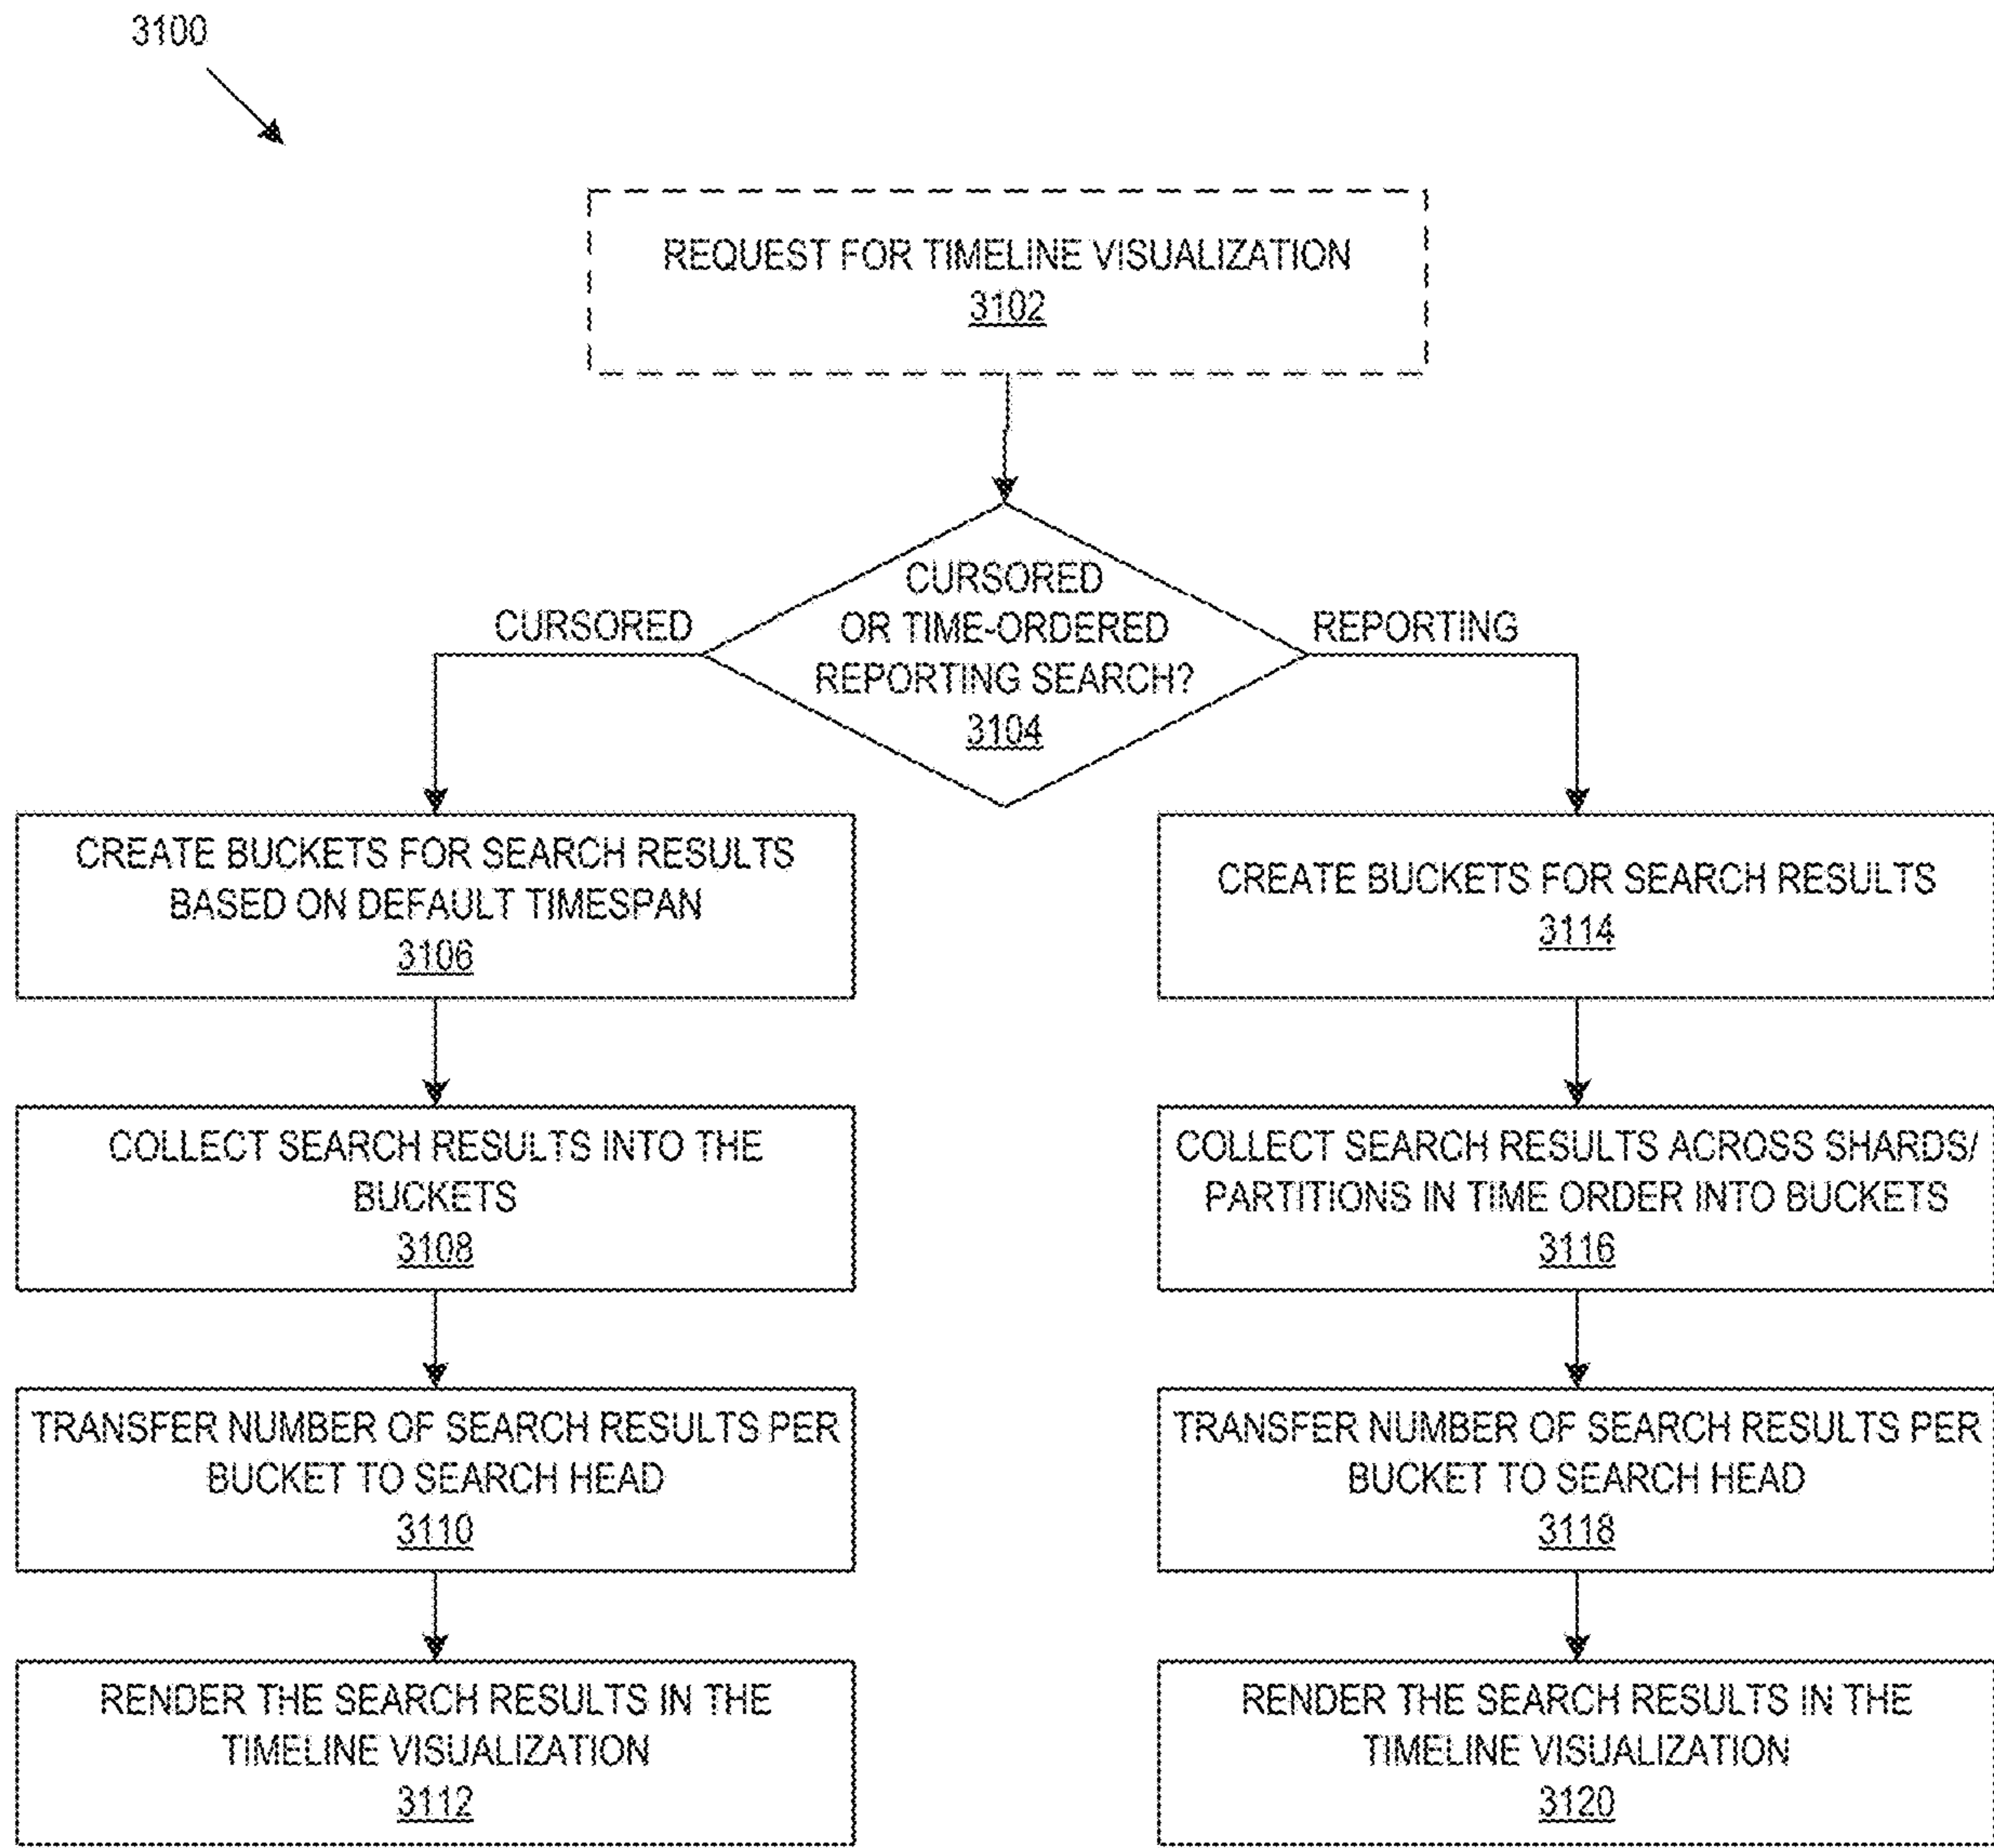 3100
REQUEST FOR TIMELINE VISUALIZATION
3102
CURSORED
OR TIME-ORDERED
REPORTING SEARCH?
3104
CURSORED
REPORTING
CREATE BUCKETS FOR SEARCH RESULTS
BASED ON DEFAULT TIMESPAN
3106
COLLECT SEARCH RESULTS INTO THE
BUCKETS
3108
TRANSFER NUMBER OF SEARCH RESULTS PER
BUCKET TO SEARCH HEAD
3110
RENDER THE SEARCH RESULTS IN THE
TIMELINE VISUALIZATION
3112
CREATE BUCKETS FOR SEARCH RESULTS
3114
COLLECT SEARCH RESULTS ACROSS SHARDS/
PARTITIONS IN TIME ORDER INTO BUCKETS
3116
TRANSFER NUMBER OF SEARCH RESULTS PER
BUCKET TO SEARCH HEAD
3118
RENDER THE SEARCH RESULTS IN THE
TIMELINE VISUALIZATION
3120